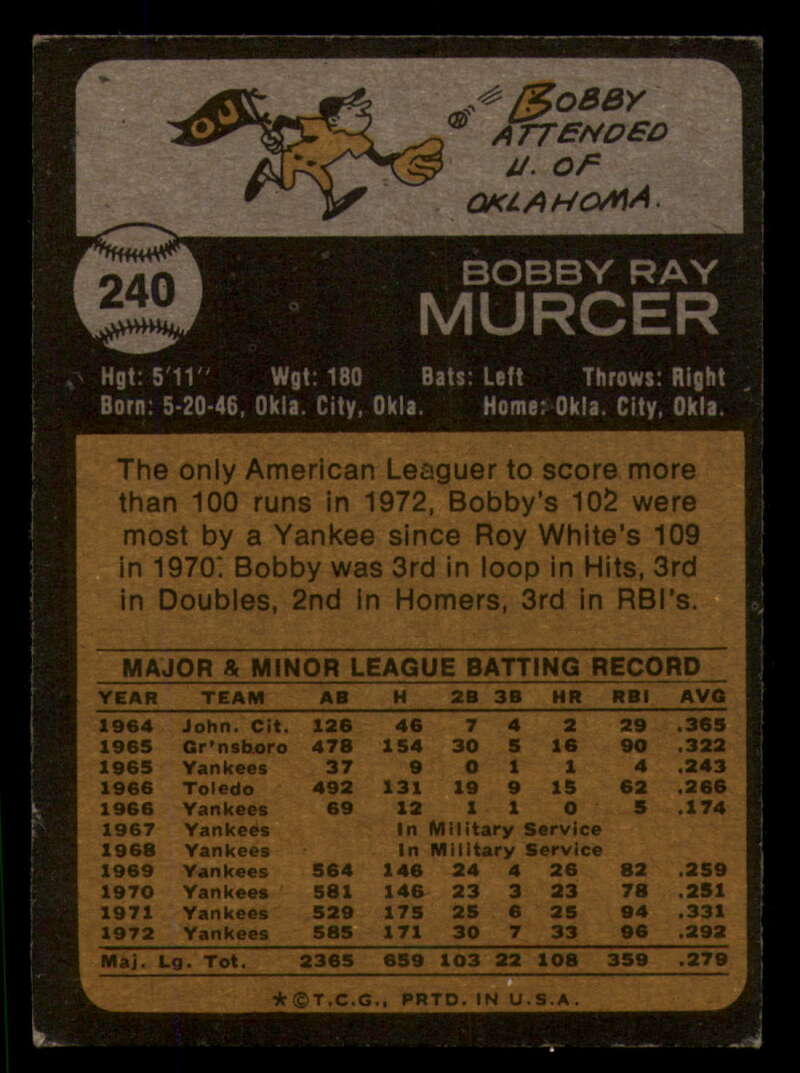 OU
BOBBY
ATTENDED
U. OF
OKLAHOMA.
240
BOBBY RAY
MURCER
Hgt: 5'11" Wgt: 180 Bats: Left Throws: Right
Born: 5-20-46, Okla. City, Okla. Home: Okla. City, Okla.
The only American Leaguer to score more
than 100 runs in 1972, Bobby's 102 were
most by a Yankee since Roy White's 109
in 1970. Bobby was 3rd in loop in Hits, 3rd
in Doubles, 2nd in Homers, 3rd in RBI's.
MAJOR & MINOR LEAGUE BATTING RECORD
YEAR TEAM AB H 2B 3B HR RBI AVG
1964 John. Cit. 126 46 7 4 2 29 .365
1965 Gr'nsboro 478 154 30 5 16 90 .322
1965 Yankees 37 9 0 1 1 4 .243
1966 Toledo 492 131 19 9 15 62 .266
1966 Yankees 69 12 1 1 0 5 .174
1967 Yankees In Military Service
1968 Yankees In Military Service
1969 Yankees 564 146 24 4 26 82 .259
1970 Yankees 581 146 23 3 23 78 .251
1971 Yankees 529 175 25 6 25 94 .331
1972 Yankees 585 171 30 7 33 96 .292
Maj. Lg. Tot. 2365 659 103 22 108 359 .279
*©T.C.G., PRTD. IN U.S.A.